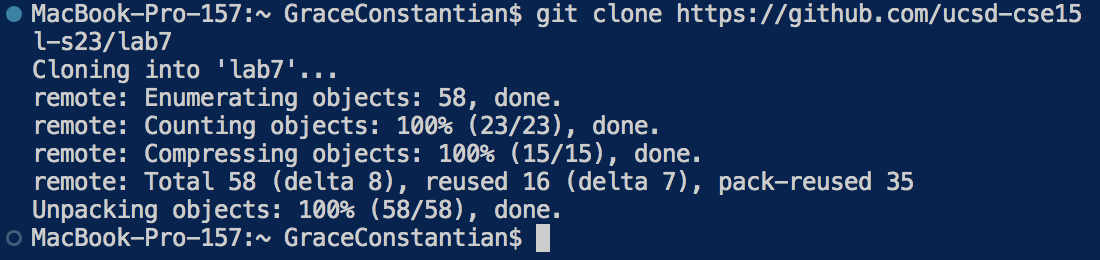 MacBook-Pro-157:~ GraceConstantian$ git clone https://github.com/ucsd-cse15
l-s23/lab7
Cloning into 'lab7'...
remote: Enumerating objects: 58, done.
remote: Counting objects: 100% (23/23), done.
remote: Compressing objects: 100% (15/15), done.
remote: Total 58 (delta 8), reused 16 (delta 7), pack-reused 35
Unpacking objects: 100% (58/58), done.
MacBook-Pro-157:~ GraceConstantian$